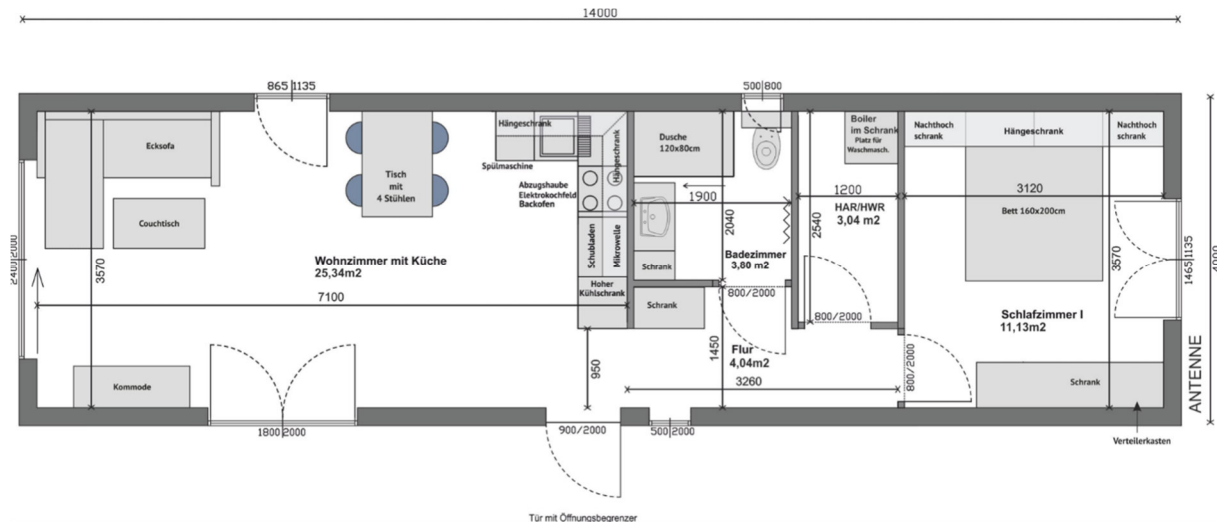 14000
865|1135
500|800
Ecksofa
Couchtisch
Kommode
2400|2000
3570
Tisch
mit
4 Stühlen
Hängeschrank
Spülmaschine
Abzugshaube
Elektrokochfeld
Backofen
Hängeschrank
Schubladen
Mikrowelle
Hoher
Kühlschrank
Wohnzimmer mit Küche
25,34m2
7100
1800|2000
900/2000
500|2000
950
Tür mit Öffnungsbegrenzer
Dusche
120x80cm
1900
2040
Schrank
Badezimmer
3,80 m2
800/2000
Schrank
1450
Flur
4,04m2
3260
Boiler
im Schrank
Platz für
Waschmasch.
1200
HAR/HWR
3,04 m2
2540
800/2000
800/2000
Nachthoch
schrank
Hängeschrank
Nachthoch
schrank
3120
Bett 160x200cm
3570
Schlafzimmer I
11,13m2
Schrank
Verteilerkasten
1465|1135
4000
ANTENNE